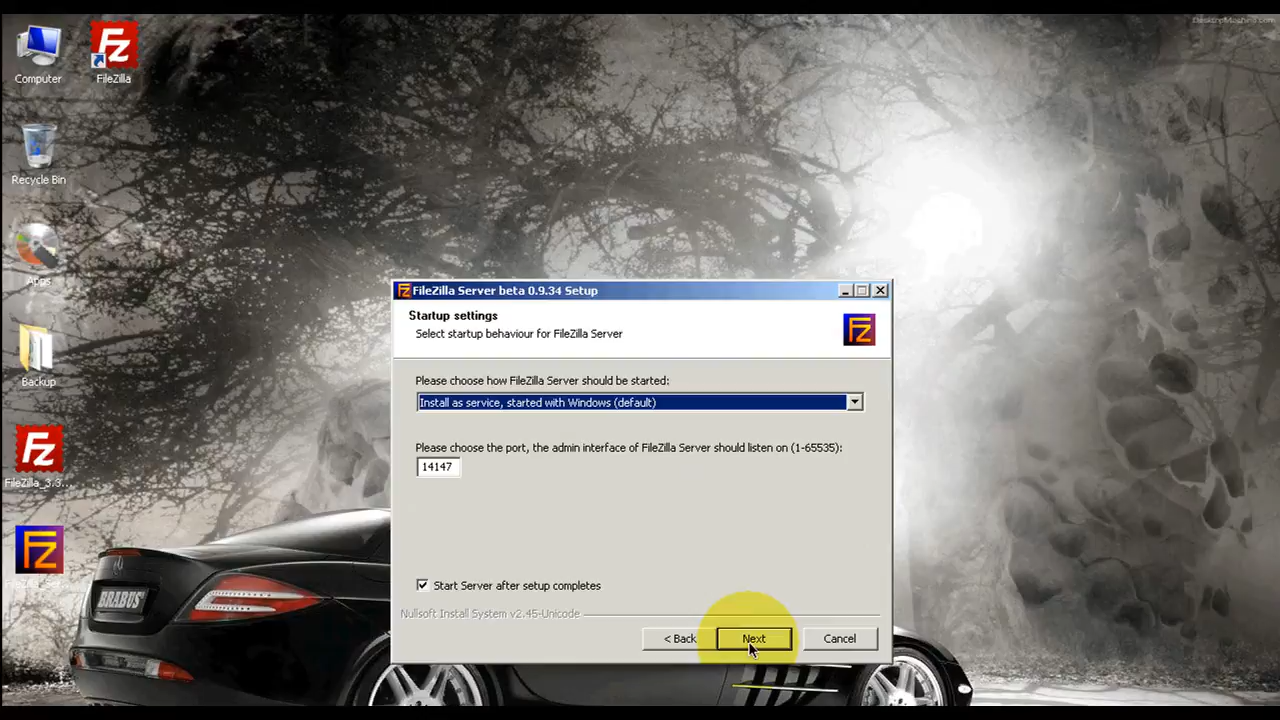 DesktopMachine.com
Computer
FileZilla
Recycle Bin
Apps
Backup
FileZilla_3.3...
FileZilla Server beta 0.9.34 Setup
Startup settings
Select startup behaviour for FileZilla Server
Please choose how FileZilla Server should be started:
Install as service, started with Windows (default)
Please choose the port, the admin interface of FileZilla Server should listen on (1-65535):
14147
Start Server after setup completes
Nullsoft Install System v2.45-Unicode
< Back
Next
Cancel
BRABUS